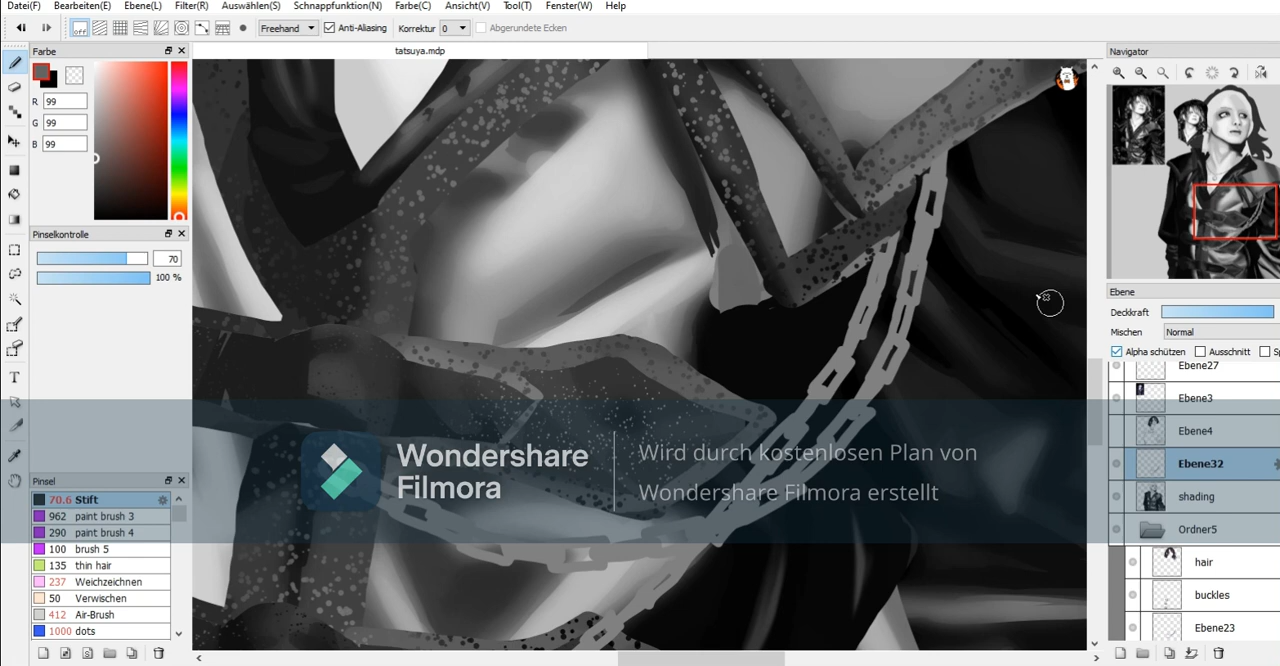 Datei(F) Bearbeiten(E) Ebene(L) Filter(R) Auswählen(S) Schnappfunktion(N) Farbe(C) Ansicht(V) Tool(T) Fenster(W) Help
off Freehand Anti-Aliasing Korrektur 0 Abgerundete Ecken
Farbe
tatsuya.mdp
Navigator
R 99
G 99
B 99
Pinselkontrolle
70
100 %
Ebene
Deckkraft
Mischen Normal
Alpha schützen Ausschnitt Sp
Ebene27
Ebene3
Ebene4
Ebene32
shading
Ordner5
hair
buckles
Ebene23
Wondershare
Filmora
Wird durch kostenlosen Plan von
Wondershare Filmora erstellt
Pinsel
70.6 Stift
962 paint brush 3
290 paint brush 4
100 brush 5
135 thin hair
237 Weichzeichnen
50 Verwischen
412 Air-Brush
1000 dots